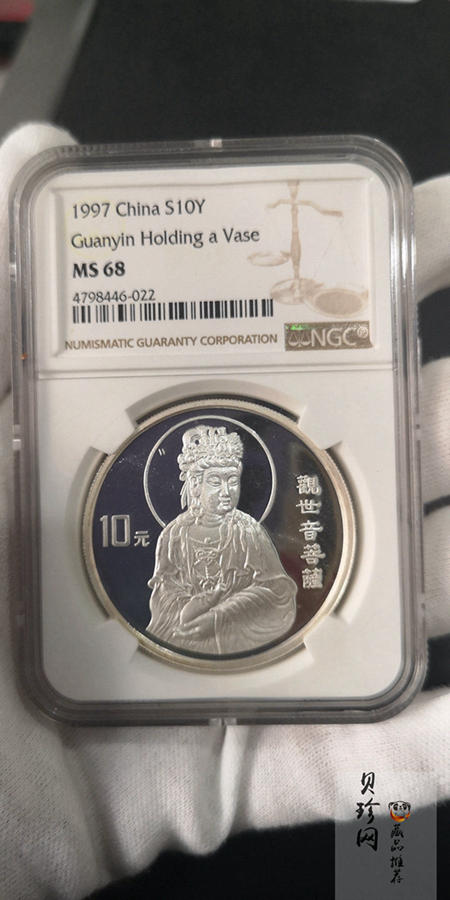 1997 China S10Y
Guanyin Holding a Vase
MS 68
4798446-022
NUMISMATIC GUARANTY CORPORATION
NGC
10元
觀世音菩薩
贝珍网
藏品推荐